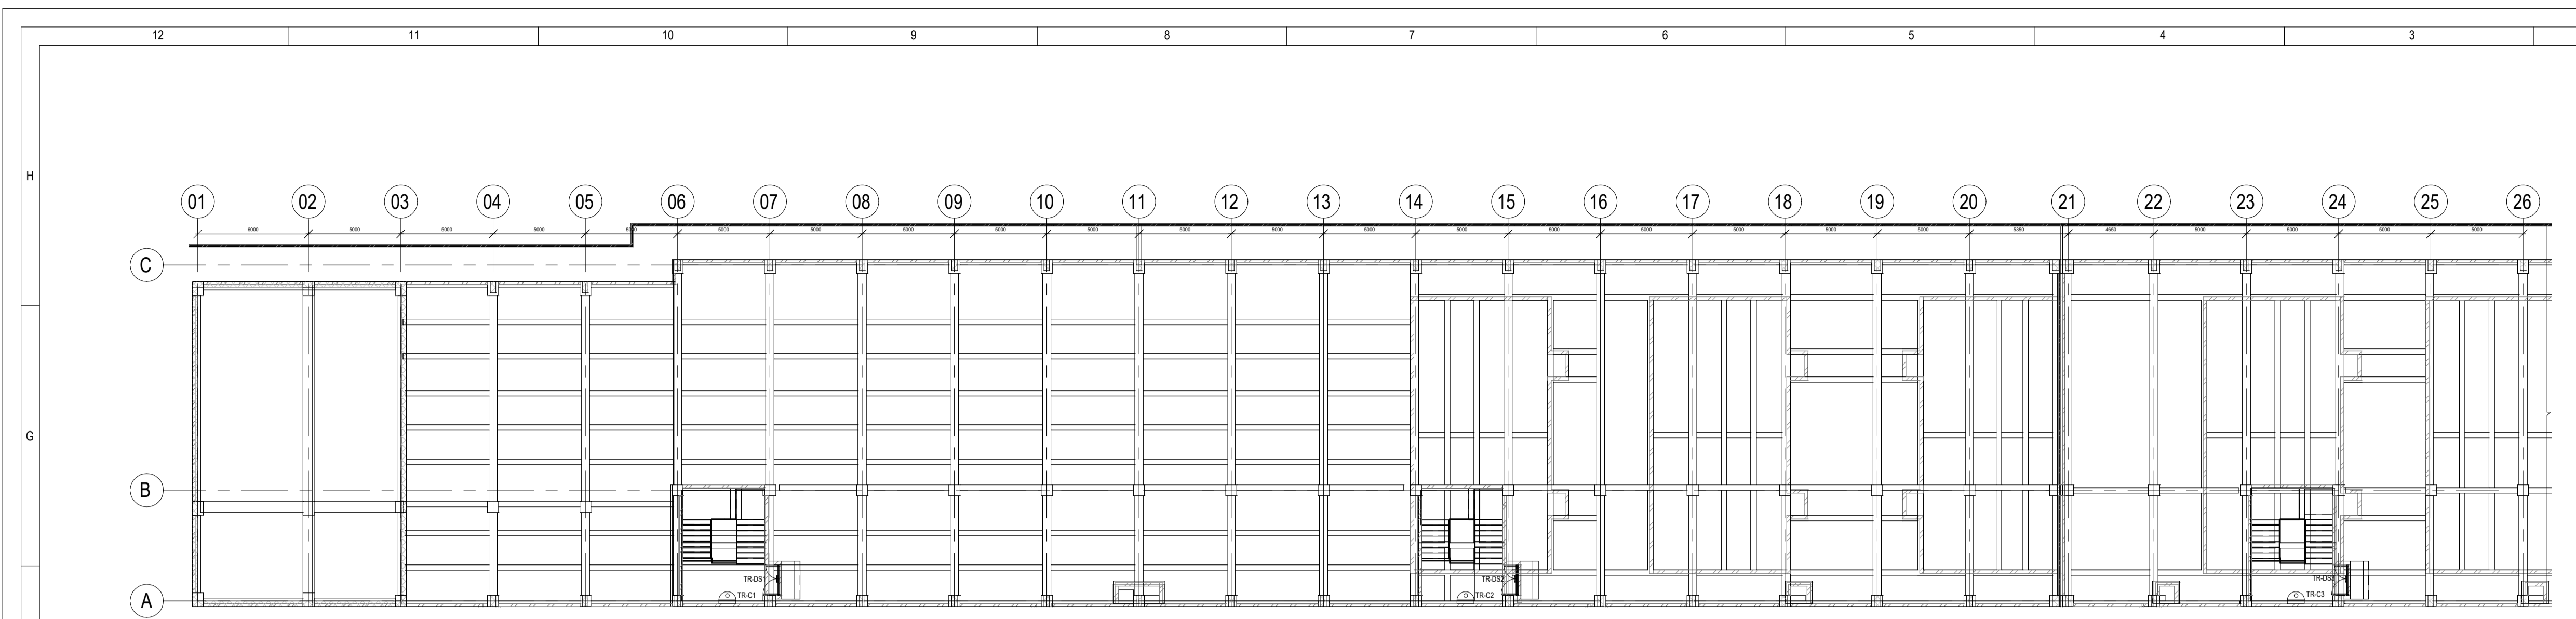 12 11 10 9 8 7 6 5 4 3
H
01 02 03 04 05 06 07 08 09 10 11 12 13 14 15 16 17 18 19 20 21 22 23 24 25 26
6000 5000 5000 5000 5000 5000 5000 5000 5000 5000 5000 5000 5000 5000 5000 5000 5000 5000 5000 5350 4650 5000 5000 5000 5000
C
G
B
TR-DS1 TR-DS2 TR-DS3
TR-C1 TR-C2 TR-C3
A